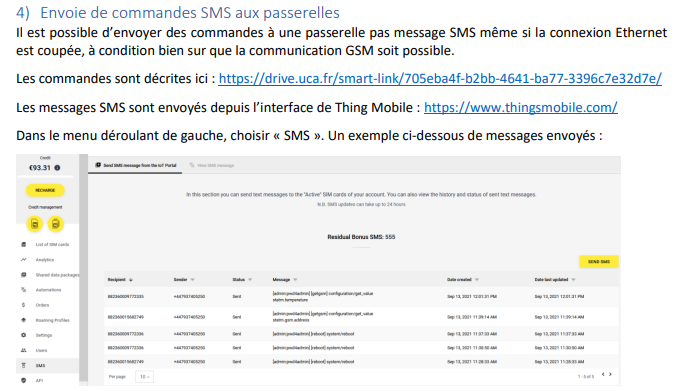 4) Envoie de commandes SMS aux passerelles
Il est possible d'envoyer des commandes à une passerelle pas message SMS même si la connexion Ethernet
est coupée, à condition bien sur que la communication GSM soit possible.
Les commandes sont décrites ici : https://drive.uca.fr/smart-link/705eba4f-b2bb-4641-ba77-3396c7e32d7e/
Les messages SMS sont envoyés depuis l'interface de Thing Mobile : https://www.thingsmobile.com/
Dans le menu déroulant de gauche, choisir « SMS ». Un exemple ci-dessous de messages envoyés :
Credit
€93.31
RECHARGE
Credit management
List of SIM cards
Analytics
Shared data packages
Automations
Orders
Roaming Profiles
Settings
Users
SMS
API
Send SMS message from the IoT Portal View SMS message
In this section you can send text messages to the "Active" SIM cards of your account. You can also view the history and status of sent text messages.
N.B. SMS updates can take up to 24 hours
Residual Bonus SMS: 555
SEND SMS
Recipient Sender Status Message Date created Date last updated
882360009772335 +447937405250 Sent [admin:pwd4admin] [getgsm] configuration/get_value Sep 13, 2021 12:01:31 PM Sep 13, 2021 12:01:31 PM
statm.temperature
882360015682749 +447937405250 Sent [admin:pwd4admin] [getgsm] configuration/get_value Sep 13, 2021 11:39:14 AM Sep 13, 2021 11:39:14 AM
statm.gsm.address
882360009772336 +447937405250 Sent [admin:pwd4admin] [reboot] system/reboot Sep 13, 2021 11:37:33 AM Sep 13, 2021 11:37:33 AM
882360009772336 +447937405250 Sent [admin:pwd4admin] [reboot] system/reboot Sep 13, 2021 11:30:50 AM Sep 13, 2021 11:30:50 AM
882360015682749 +447937405250 Sent [admin:pwd4admin] [reboot] system/reboot Sep 13, 2021 11:28:33 AM Sep 13, 2021 11:28:33 AM
Per page: 10 1 - 5 of 5